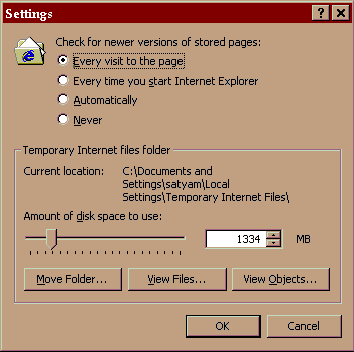 Settings
Check for newer versions of stored pages:
Every visit to the page
Every time you start Internet Explorer
Automatically
Never
Temporary Internet files folder
Current location:
C:\Documents and
Settings\satyam\Local
Settings\Temporary Internet Files\
Amount of disk space to use:
1334 MB
Move Folder... View Files... View Objects...
OK Cancel